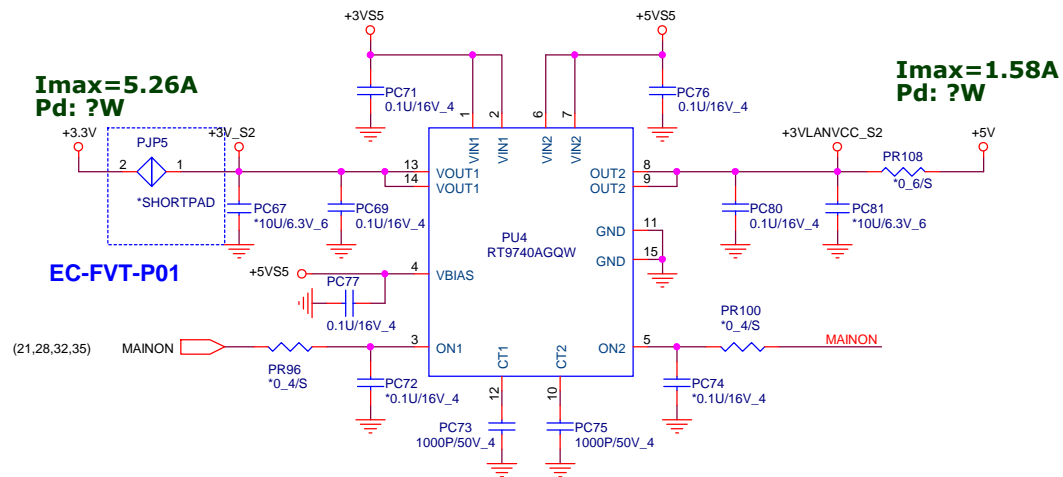 +3VS5
+5VS5
Imax=5.26A
Pd: ?W
Imax=1.58A
Pd: ?W
PC71
0.1U/16V_4
PC76
0.1U/16V_4
1
2
6
7
VIN1
VIN1
VIN2
VIN2
+3.3V
PJP5
+3V_S2
2
1
*SHORTPAD
13
VOUT1
14
VOUT1
OUT2
8
OUT2
9
+3VLANVCC_S2
+5V
PR108
*0_6/S
PC67
*10U/6.3V_6
PC69
0.1U/16V_4
PC80
0.1U/16V_4
PC81
*10U/6.3V_6
PU4
RT9740AGQW
GND
11
GND
15
EC-FVT-P01
+5VS5
4
VBIAS
PC77
0.1U/16V_4
(21,28,32,35)
MAINON
PR96
*0_4/S
3
ON1
ON2
5
PR100
*0_4/S
MAINON
PC72
*0.1U/16V_4
PC74
*0.1U/16V_4
CT1
CT2
12
10
PC73
1000P/50V_4
PC75
1000P/50V_4